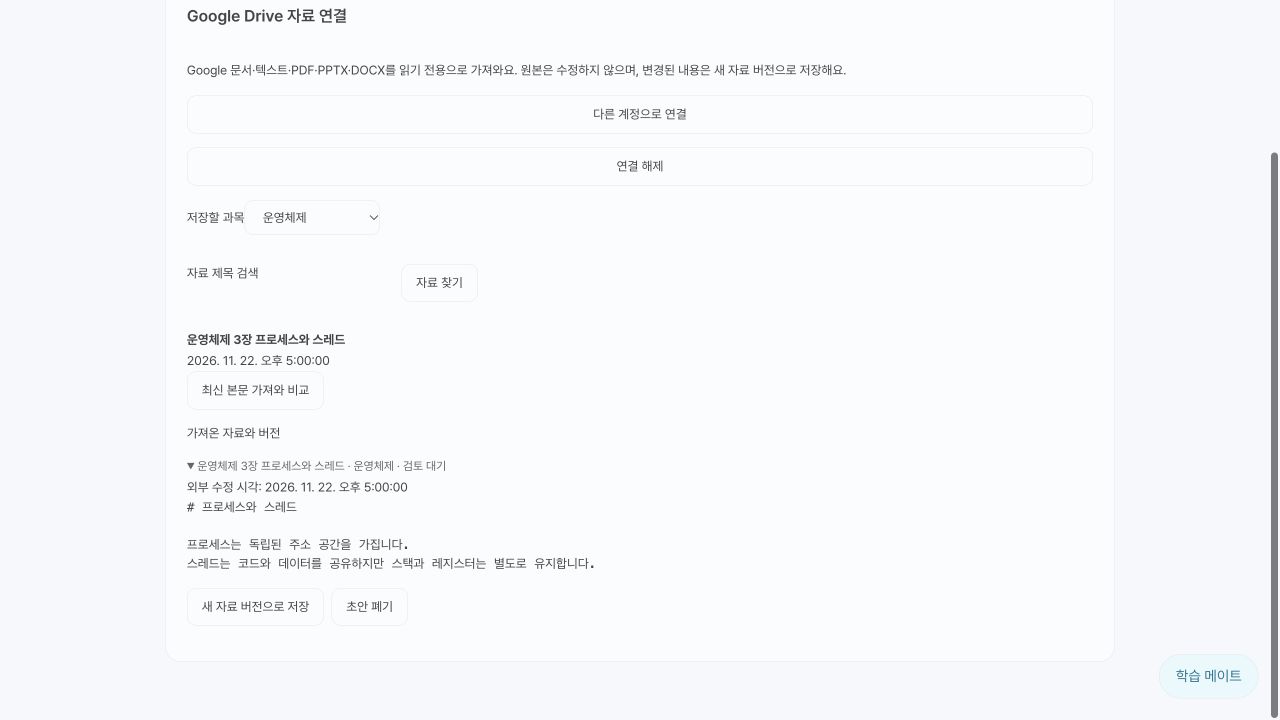 Google Drive 자료 연결
Google 문서·텍스트·PDF·PPTX·DOCX를 읽기 전용으로 가져와요. 원본은 수정하지 않으며, 변경된 내용은 새 자료 버전으로 저장해요.
다른 계정으로 연결
연결 해제
저장할 과목 운영체제
자료 제목 검색 자료 찾기
운영체제 3장 프로세스와 스레드
2026. 11. 22. 오후 5:00:00
최신 본문 가져와 비교
가져온 자료와 버전
▼ 운영체제 3장 프로세스와 스레드 · 운영체제 · 검토 대기
외부 수정 시각: 2026. 11. 22. 오후 5:00:00
# 프로세스와 스레드
프로세스는 독립된 주소 공간을 가집니다.
스레드는 코드와 데이터를 공유하지만 스택과 레지스터는 별도로 유지합니다.
새 자료 버전으로 저장 초안 폐기
학습 메이트